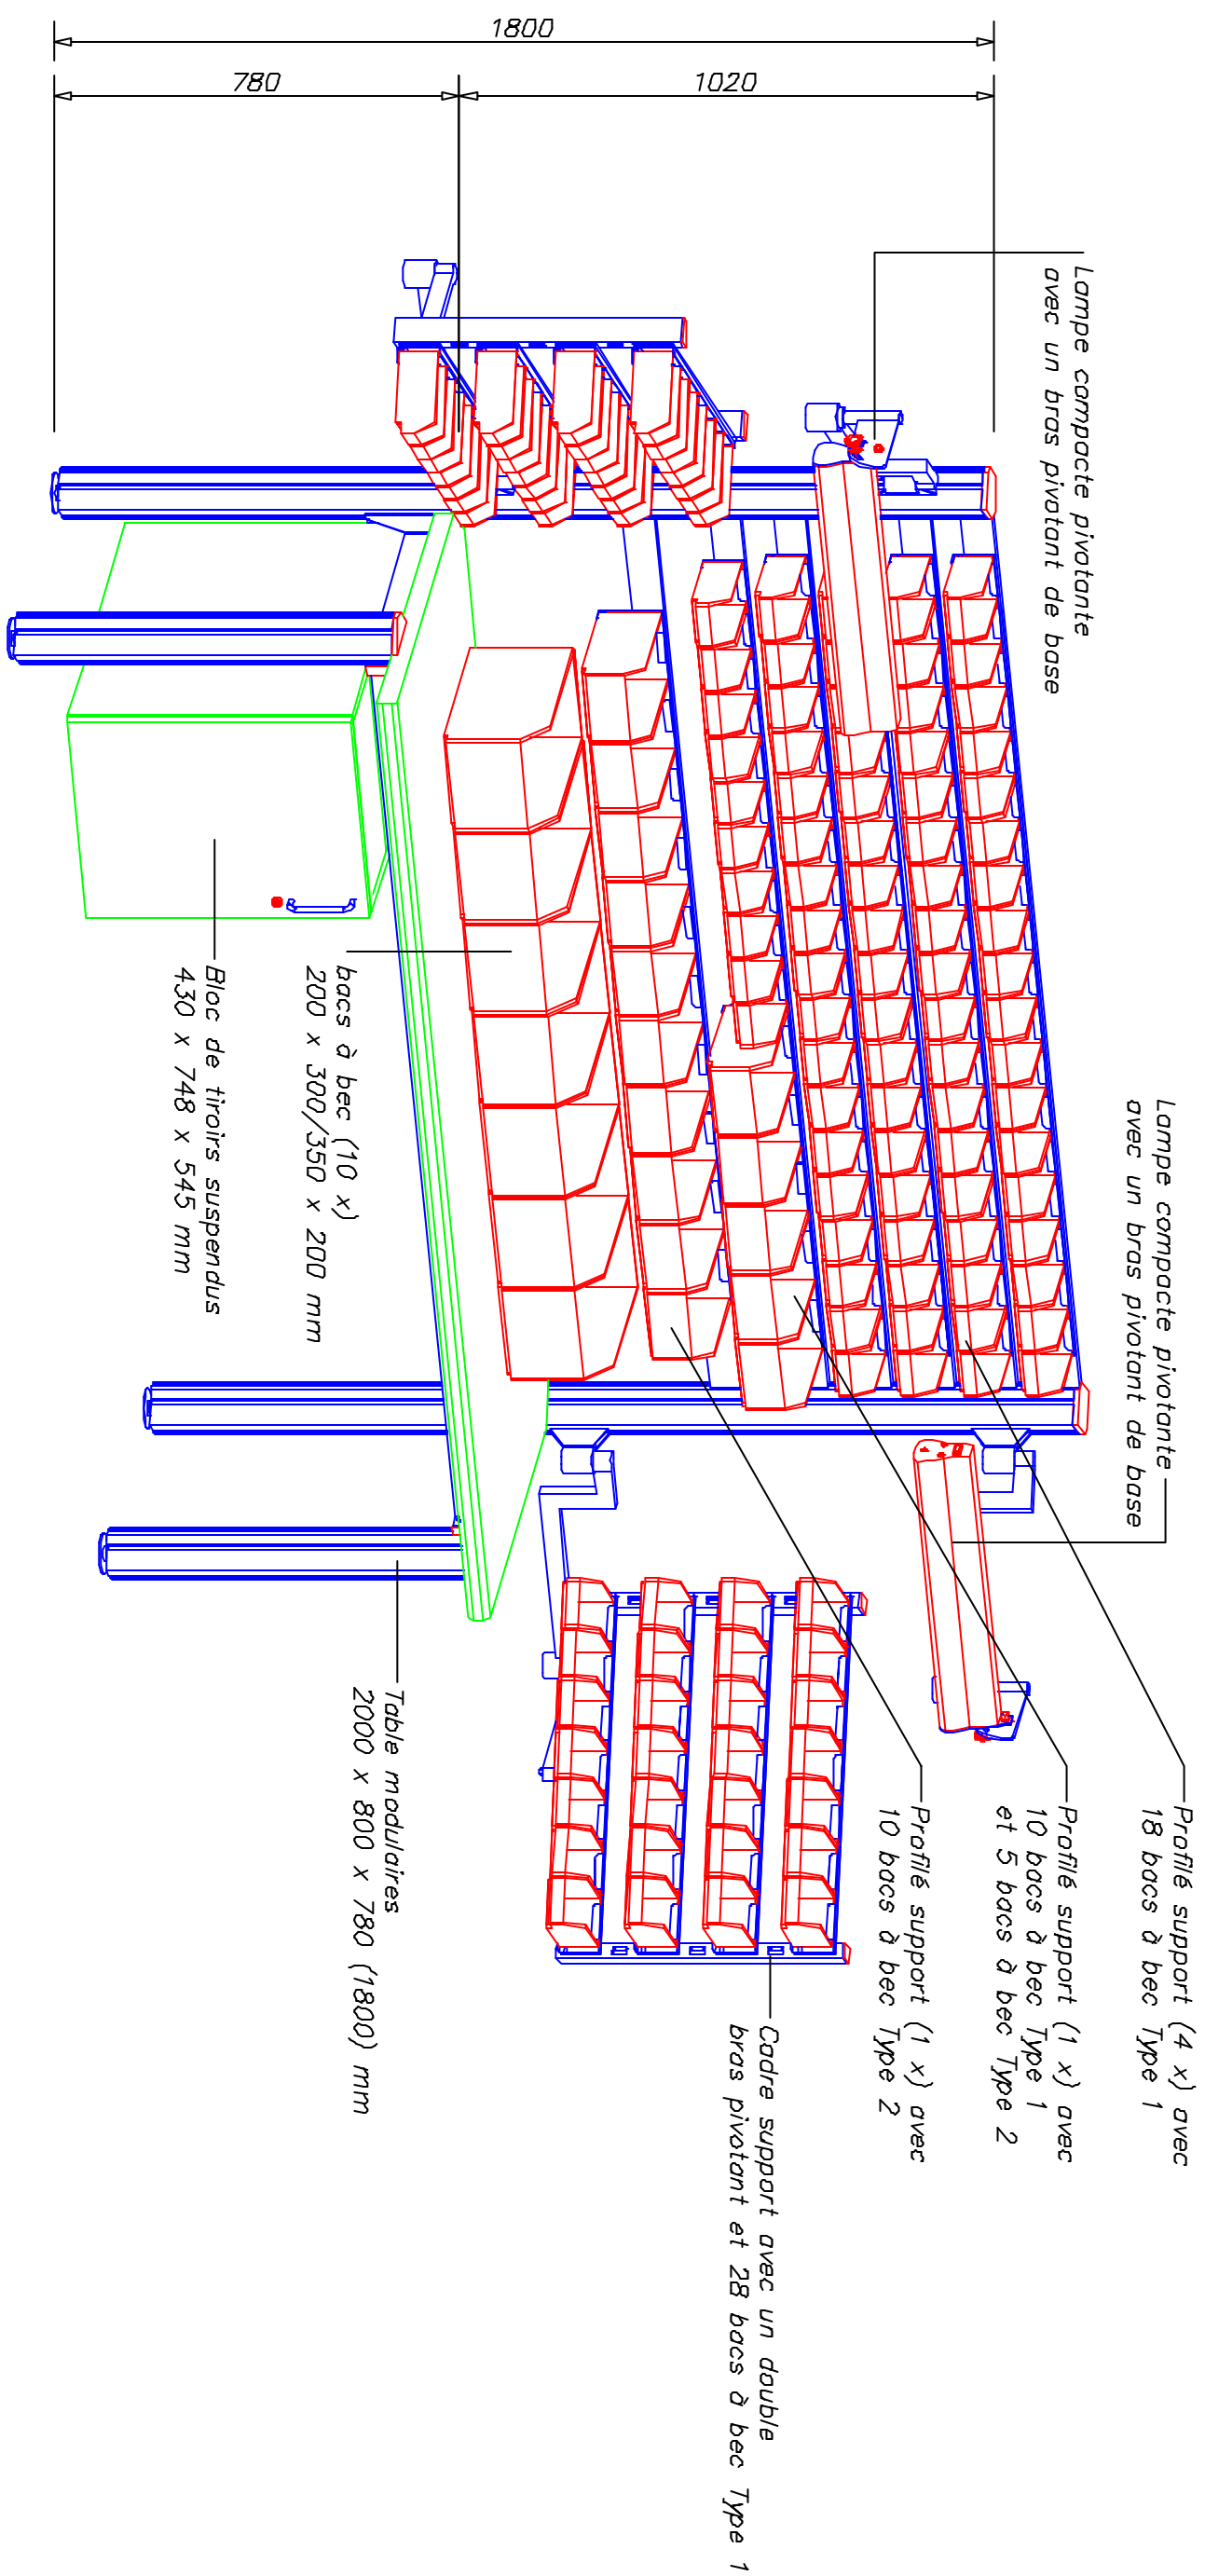 1800
780
1020
Lampe compacte pivotante
avec un bras pivotant de base
Lampe compacte pivotante
avec un bras pivotant de base
Profilé support (4 x) avec
18 bacs à bec Type 1
Profilé support (1 x) avec
10 bacs à bec Type 1
et 5 bacs à bec Type 2
Profilé support (1 x) avec
10 bacs à bec Type 2
Cadre support avec un double
bras pivotant et 28 bacs à bec Type 1
bacs à bec (10 x)
200 x 300/350 x 200 mm
Bloc de tiroirs suspendus
430 x 748 x 545 mm
Table modulaires
2000 x 800 x 780 (1800) mm